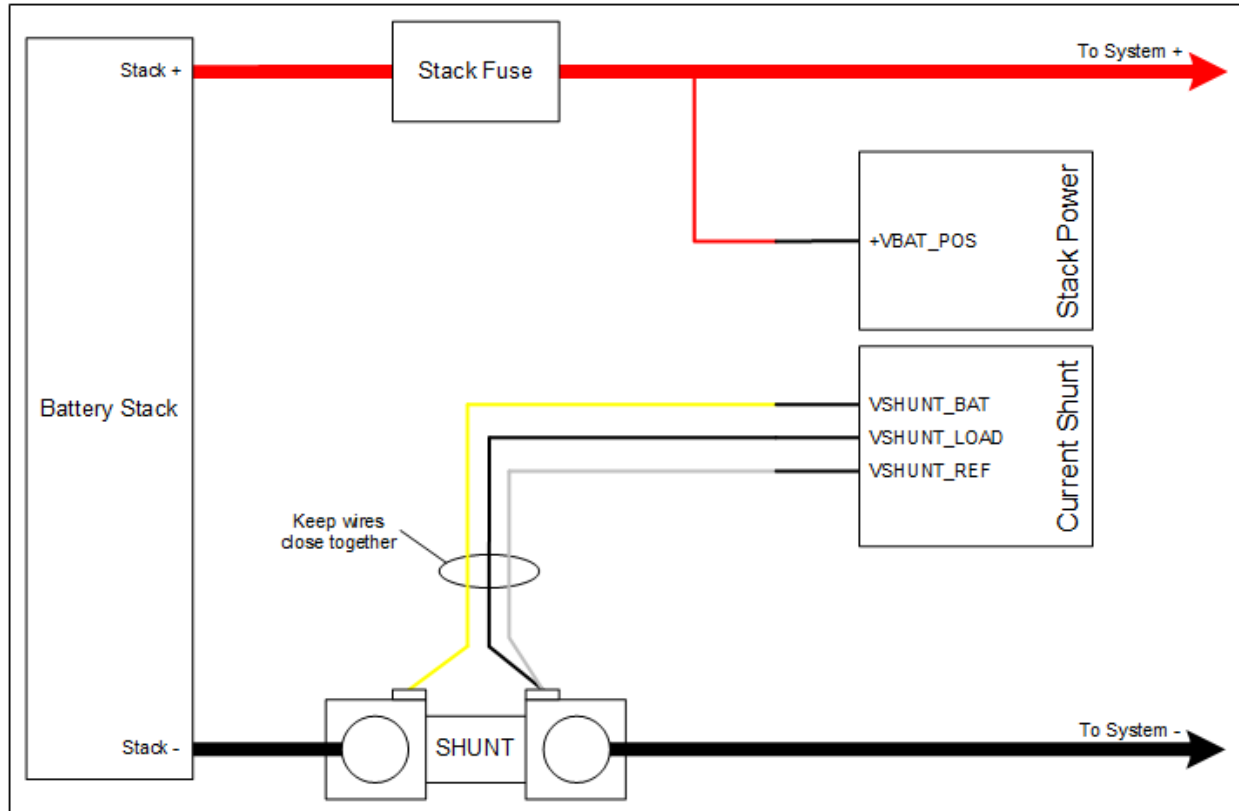 Stack +
Stack Fuse
To System +
+VBAT_POS
Stack Power
Battery Stack
VSHUNT_BAT
VSHUNT_LOAD
VSHUNT_REF
Current Shunt
Keep wires
close together
Stack -
SHUNT
To System -